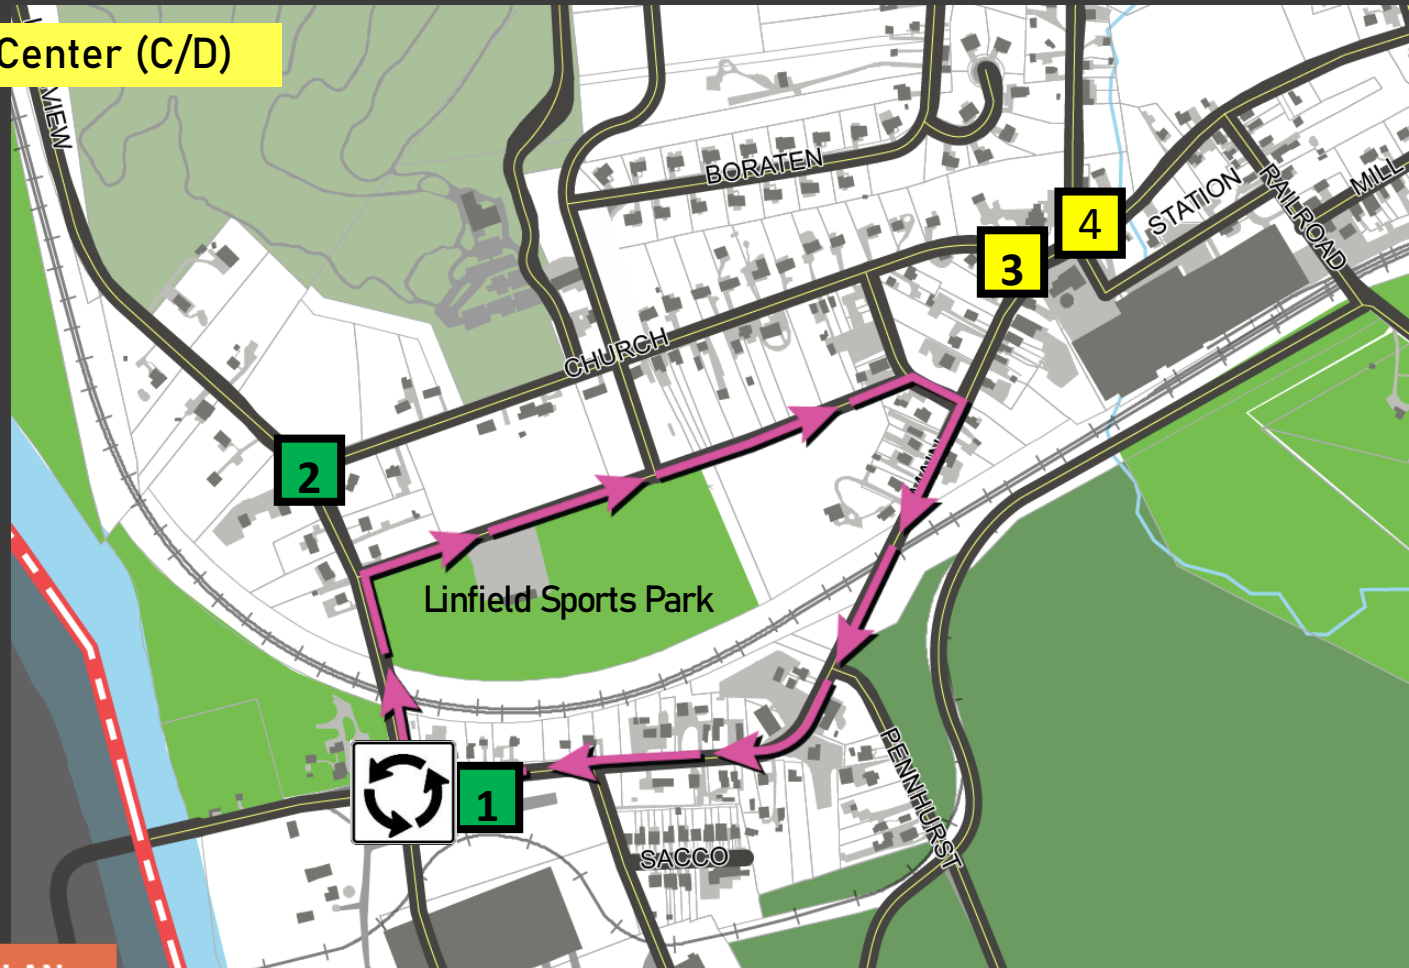 Center (C/D)
VIEW
BORATEN
STATION
RAILROAD
MILL
4
3
CHURCH
2
Linfield Sports Park
1
PENNHURST
SACCO